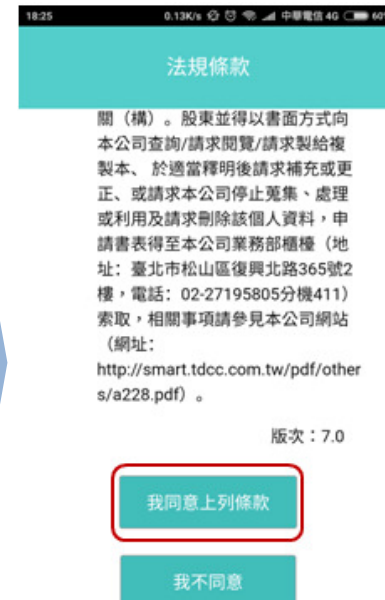 18:25 0.13K/s 中華電信 4G 60%
法規條款
關（構）。股東並得以書面方式向
本公司查詢/請求閱覽/請求製給複
製本、 於適當釋明後請求補充或更
正、或請求本公司停止蒐集、處理
或利用及請求刪除該個人資料，申
請書表得至本公司業務部櫃檯（地
址：臺北市松山區復興北路365號2
樓，電話：02-27195805分機411）
索取，相關事項請參見本公司網站
（網址：
http://smart.tdcc.com.tw/pdf/other
s/a228.pdf）。
版次：7.0
我同意上列條款
我不同意